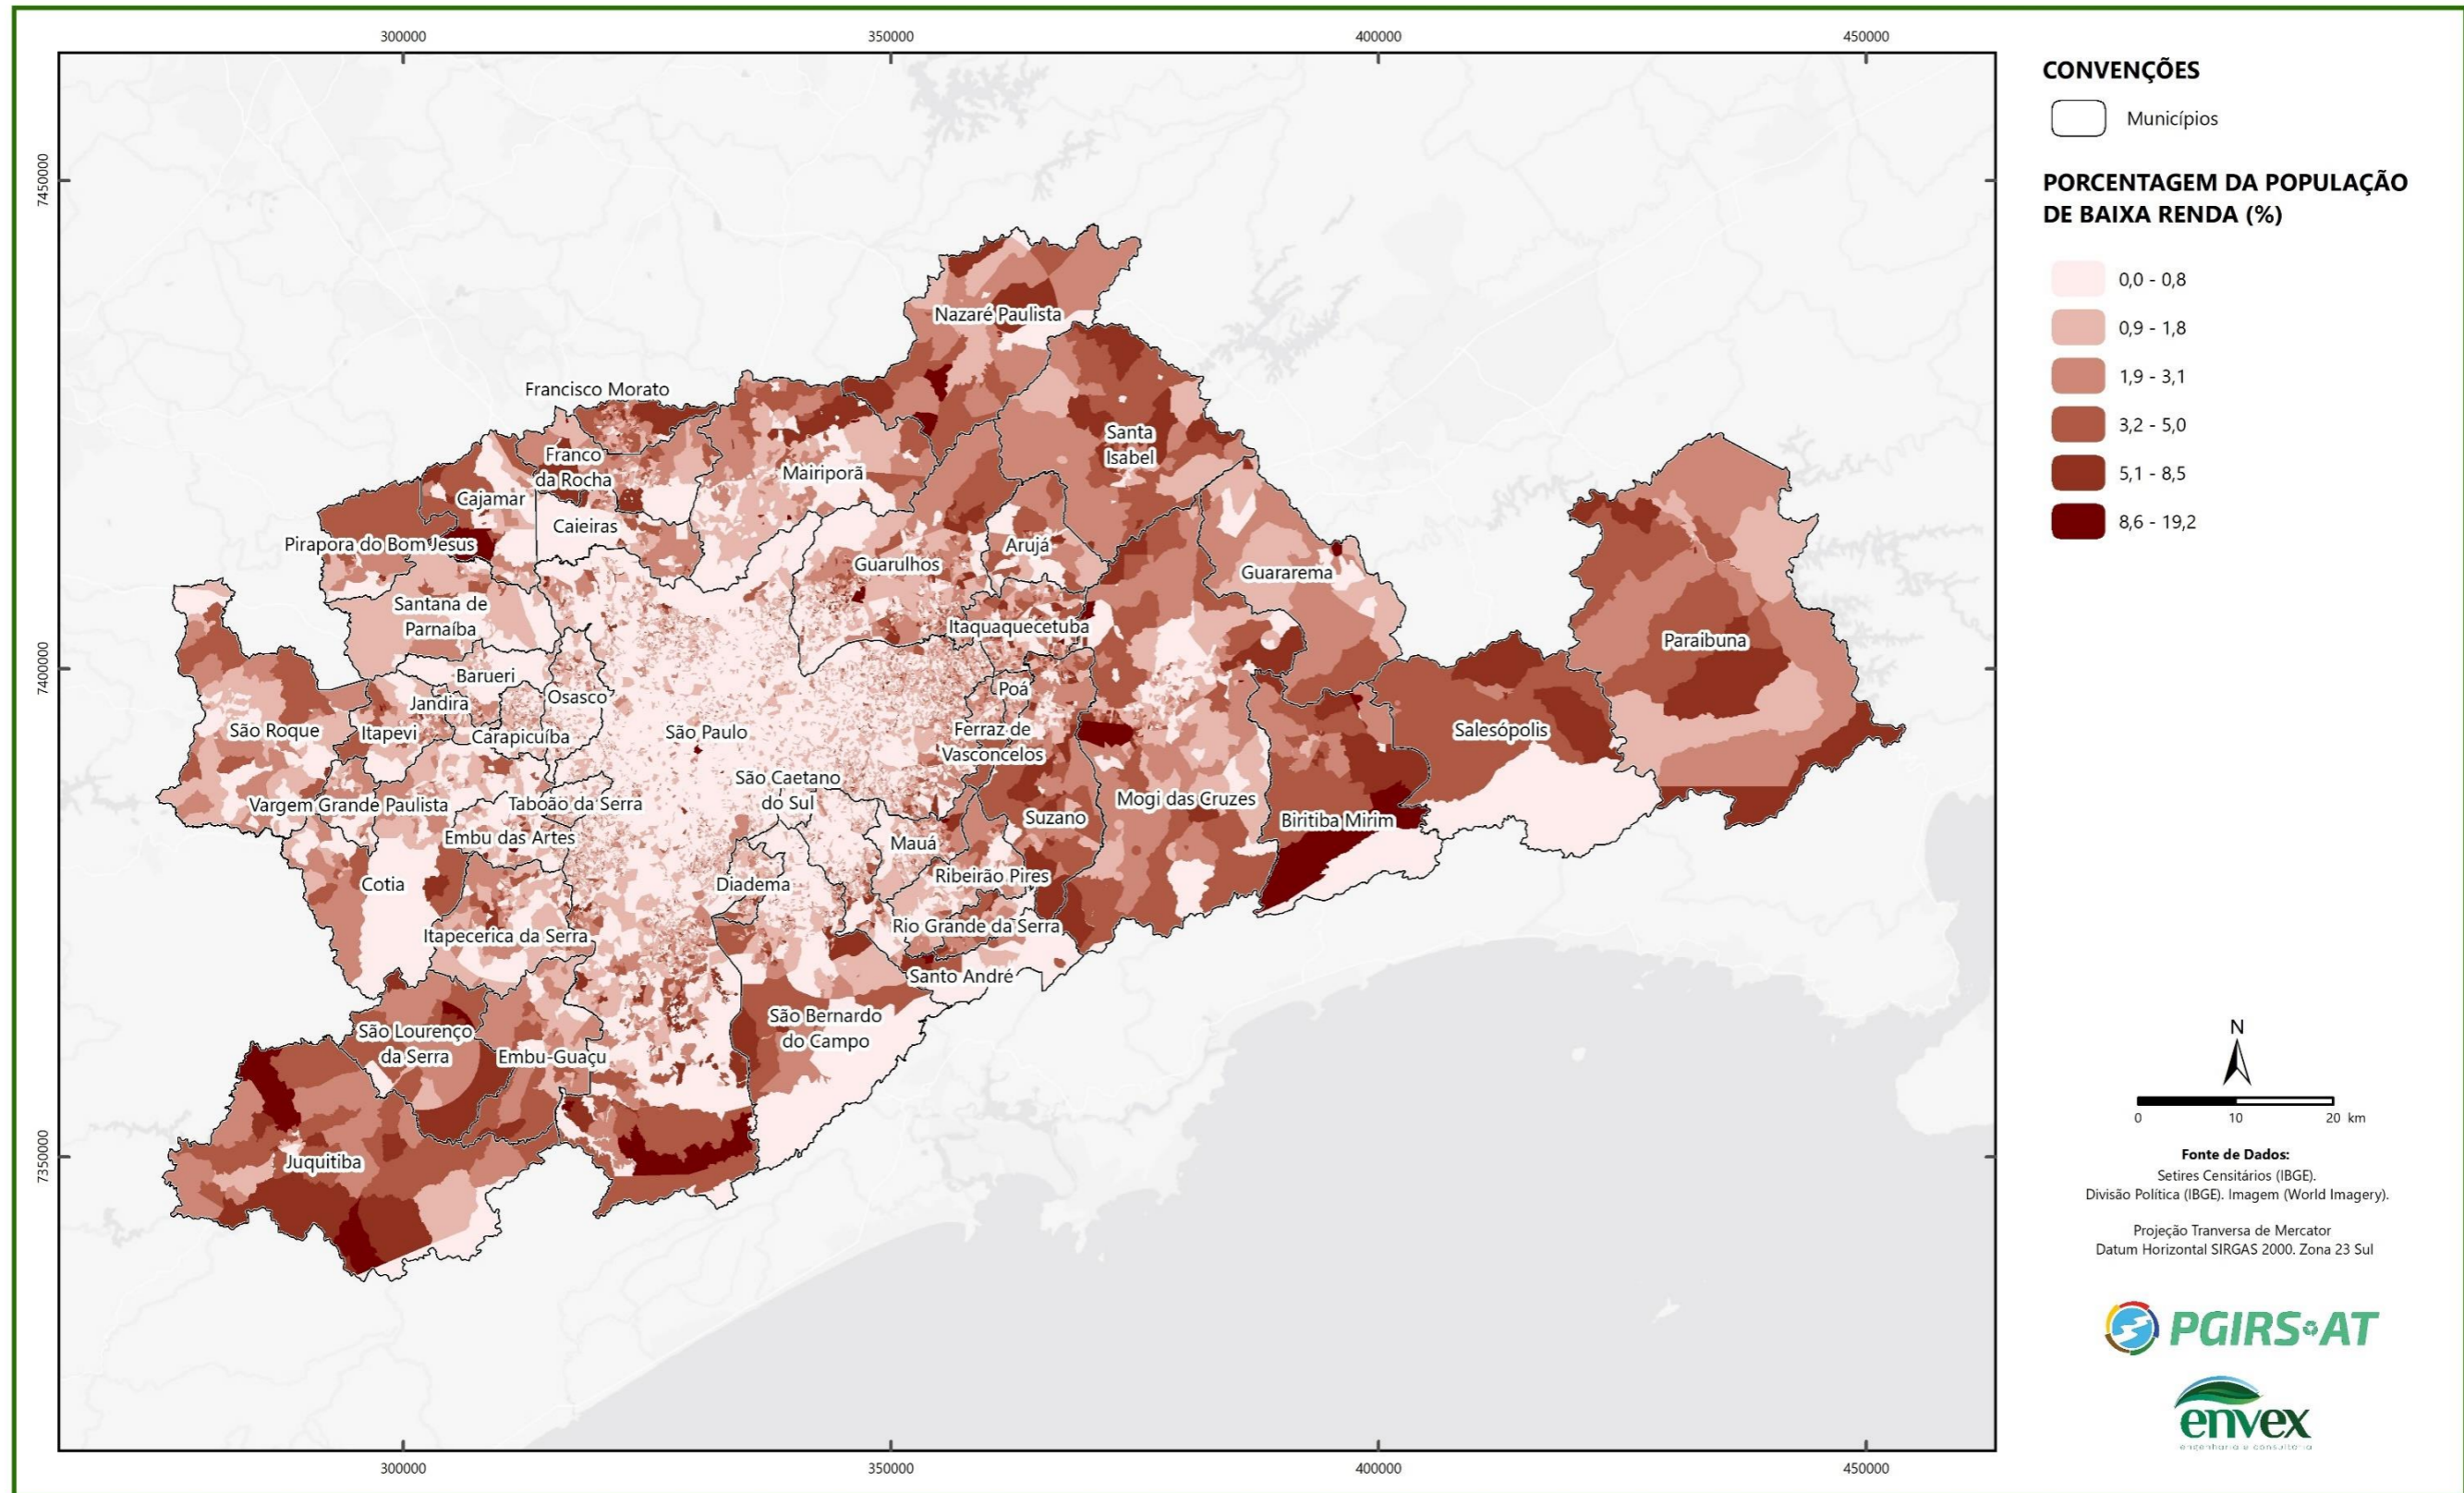 300000
350000
400000
450000
7450000
7400000
7350000
Nazaré Paulista
Francisco Morato
Santa
Isabel
Franco
da Rocha
Mairiporã
Cajamar
Caieiras
Pirapora do Bom Jesus
Arujá
Guarulhos
Guararema
Santana de
Parnaíba
Itaquaquecetuba
Paraibuna
Barueri
Poá
Osasco
Jandira
São Roque
Itapevi
Carapicuíba
São Paulo
Ferraz de
Vasconcelos
Salesópolis
São Caetano
do Sul
Vargem Grande Paulista
Taboão da Serra
Mogi das Cruzes
Suzano
Biritiba Mirim
Embu das Artes
Mauá
Ribeirão Pires
Cotia
Diadema
Itapecerica da Serra
Rio Grande da Serra
Santo André
São Bernardo
do Campo
São Lourenço
da Serra
Embu-Guaçu
Juquitiba
300000
350000
400000
450000
CONVENÇÕES
Municípios
PORCENTAGEM DA POPULAÇÃO
DE BAIXA RENDA (%)
0,0 - 0,8
0,9 - 1,8
1,9 - 3,1
3,2 - 5,0
5,1 - 8,5
8,6 - 19,2
N
0 10 20 km
Fonte de Dados:
Setires Censitários (IBGE).
Divisão Política (IBGE). Imagem (World Imagery).
Projeção Tranversa de Mercator
Datum Horizontal SIRGAS 2000. Zona 23 Sul
PGIRS AT
envex
engenharia e consultoria